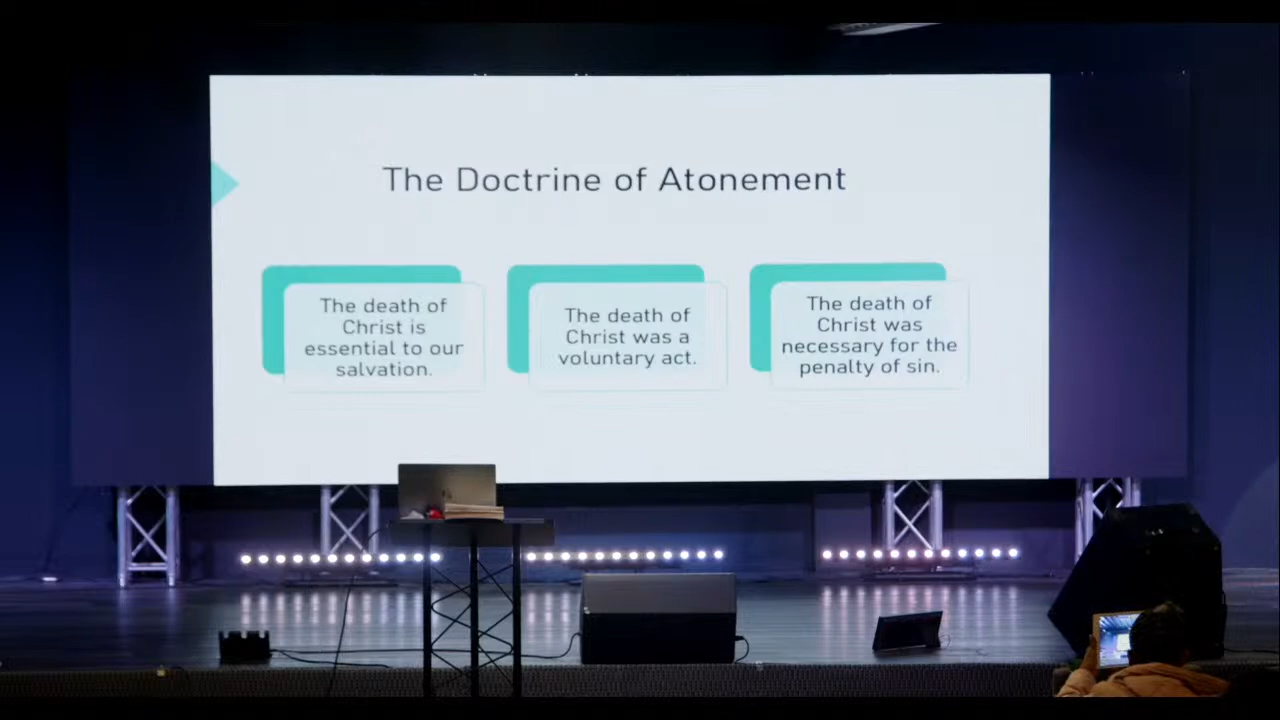 The Doctrine of Atonement
The death of
Christ is
essential to our
salvation.
The death of
Christ was a
voluntary act.
The death of
Christ was
necessary for the
penalty of sin.